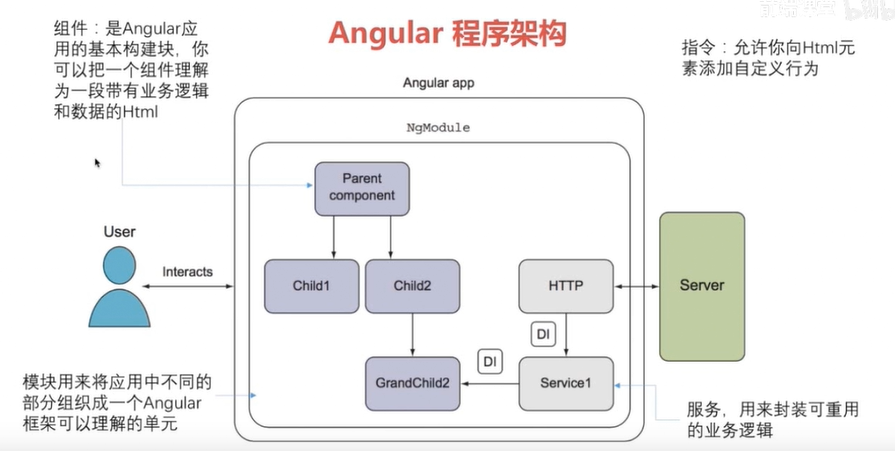 Angular 程序架构
组件：是Angular应
用的基本构建块，你
可以把一个组件理解
为一段带有业务逻辑
和数据的Html
指令：允许你向Html元
素添加自定义行为
Angular app
NgModule
Parent
component
User
Interacts
Child1
Child2
HTTP
Server
DI
DI
GrandChild2
Service1
模块用来将应用中不同的
部分组织成一个Angular
框架可以理解的单元
服务，用来封装可重用
的业务逻辑